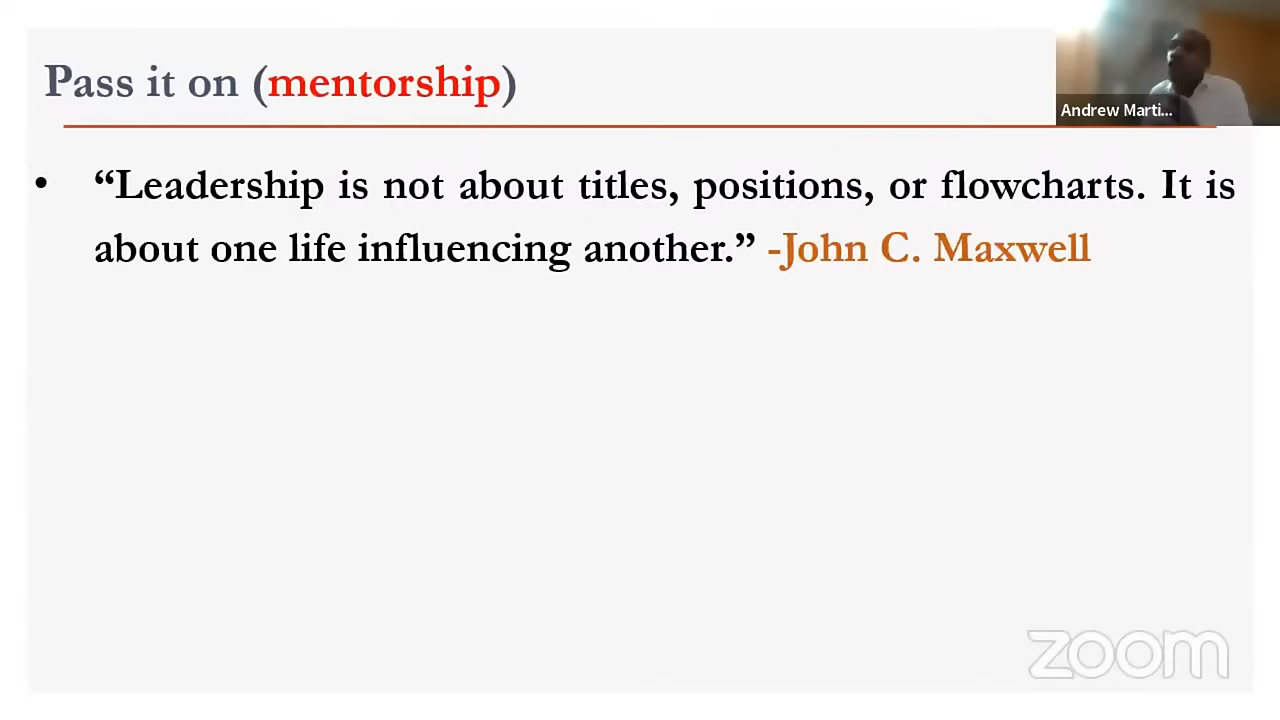 Pass it on (mentorship)
Andrew Marti...
• “Leadership is not about titles, positions, or flowcharts. It is
about one life influencing another.” -John C. Maxwell
zoom